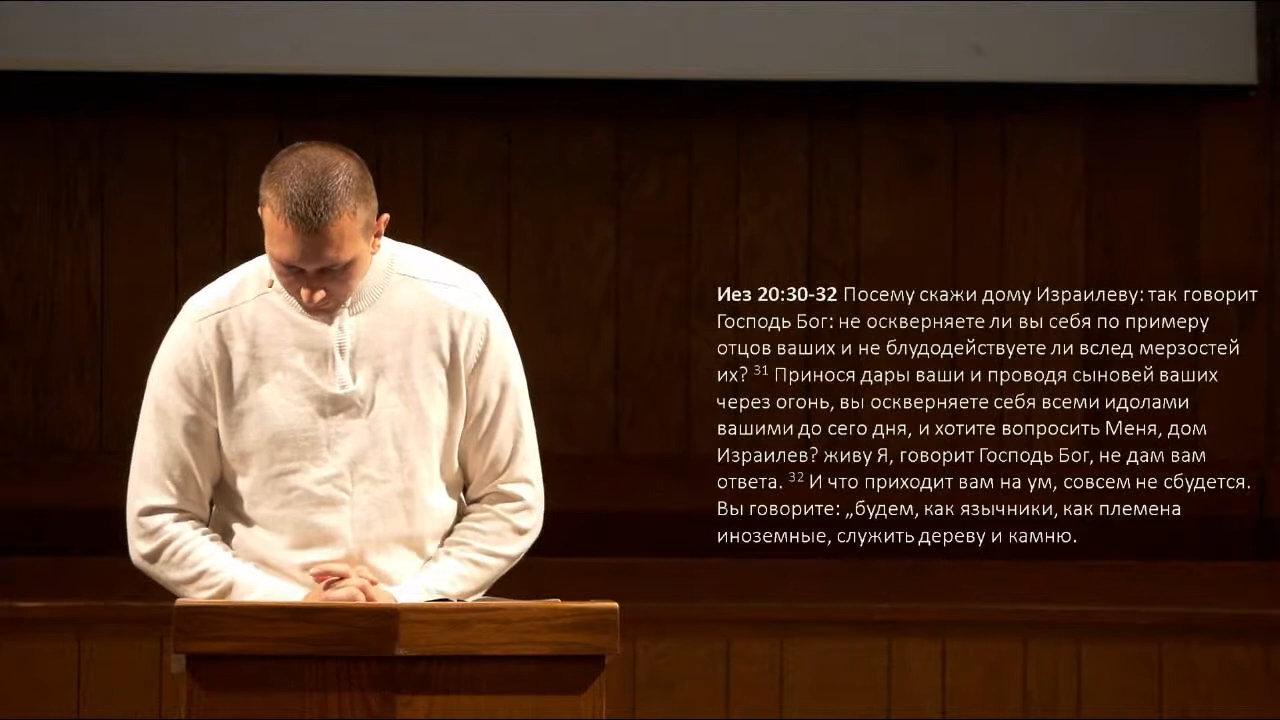 Иез 20:30-32 Посему скажи дому Израилеву: так говорит
Господь Бог: не оскверняете ли вы себя по примеру
отцов ваших и не блудодействуете ли вслед мерзостей
их? 31 Принося дары ваши и проводя сыновей ваших
через огонь, вы оскверняете себя всеми идолами
вашими до сего дня, и хотите вопросить Меня, дом
Израилев? живу Я, говорит Господь Бог, не дам вам
ответа. 32 И что приходит вам на ум, совсем не сбудется.
Вы говорите: „будем, как язычники, как племена
иноземные, служить дереву и камню.